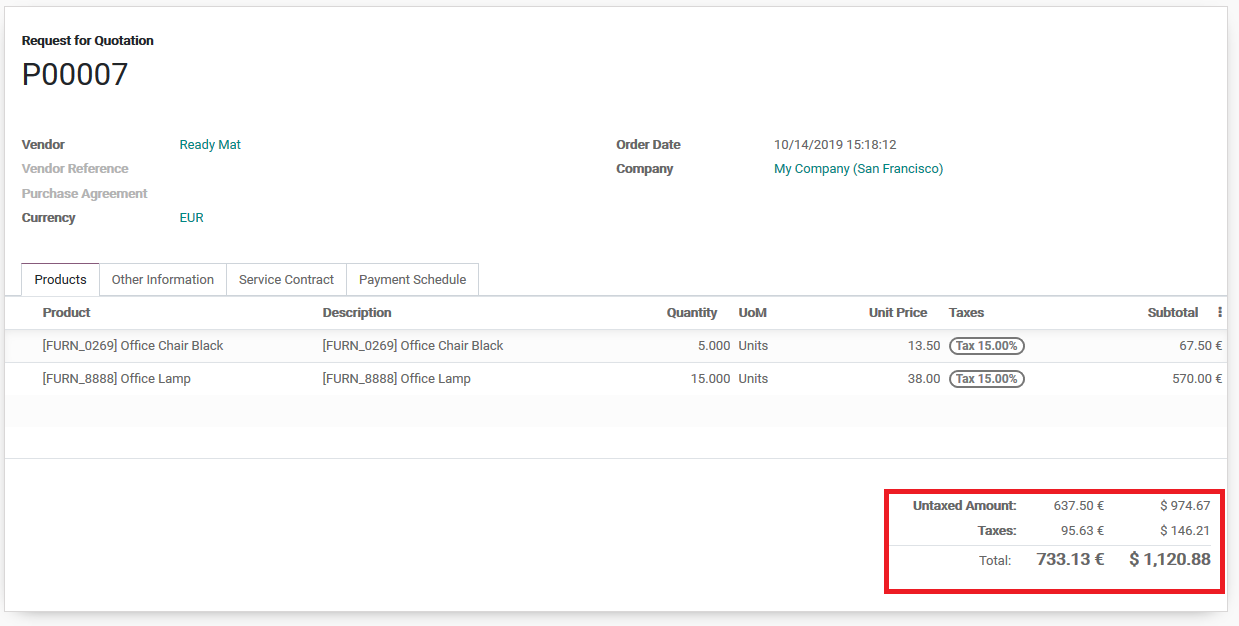 Request for Quotation
P00007
Vendor Ready Mat Order Date 10/14/2019 15:18:12
Vendor Reference Company My Company (San Francisco)
Purchase Agreement
Currency EUR
Products Other Information Service Contract Payment Schedule
Product Description Quantity UoM Unit Price Taxes Subtotal
[FURN_0269] Office Chair Black [FURN_0269] Office Chair Black 5.000 Units 13.50 Tax 15.00% 67.50 €
[FURN_8888] Office Lamp [FURN_8888] Office Lamp 15.000 Units 38.00 Tax 15.00% 570.00 €
Untaxed Amount: 637.50 € $ 974.67
Taxes: 95.63 € $ 146.21
Total: 733.13 € $ 1,120.88